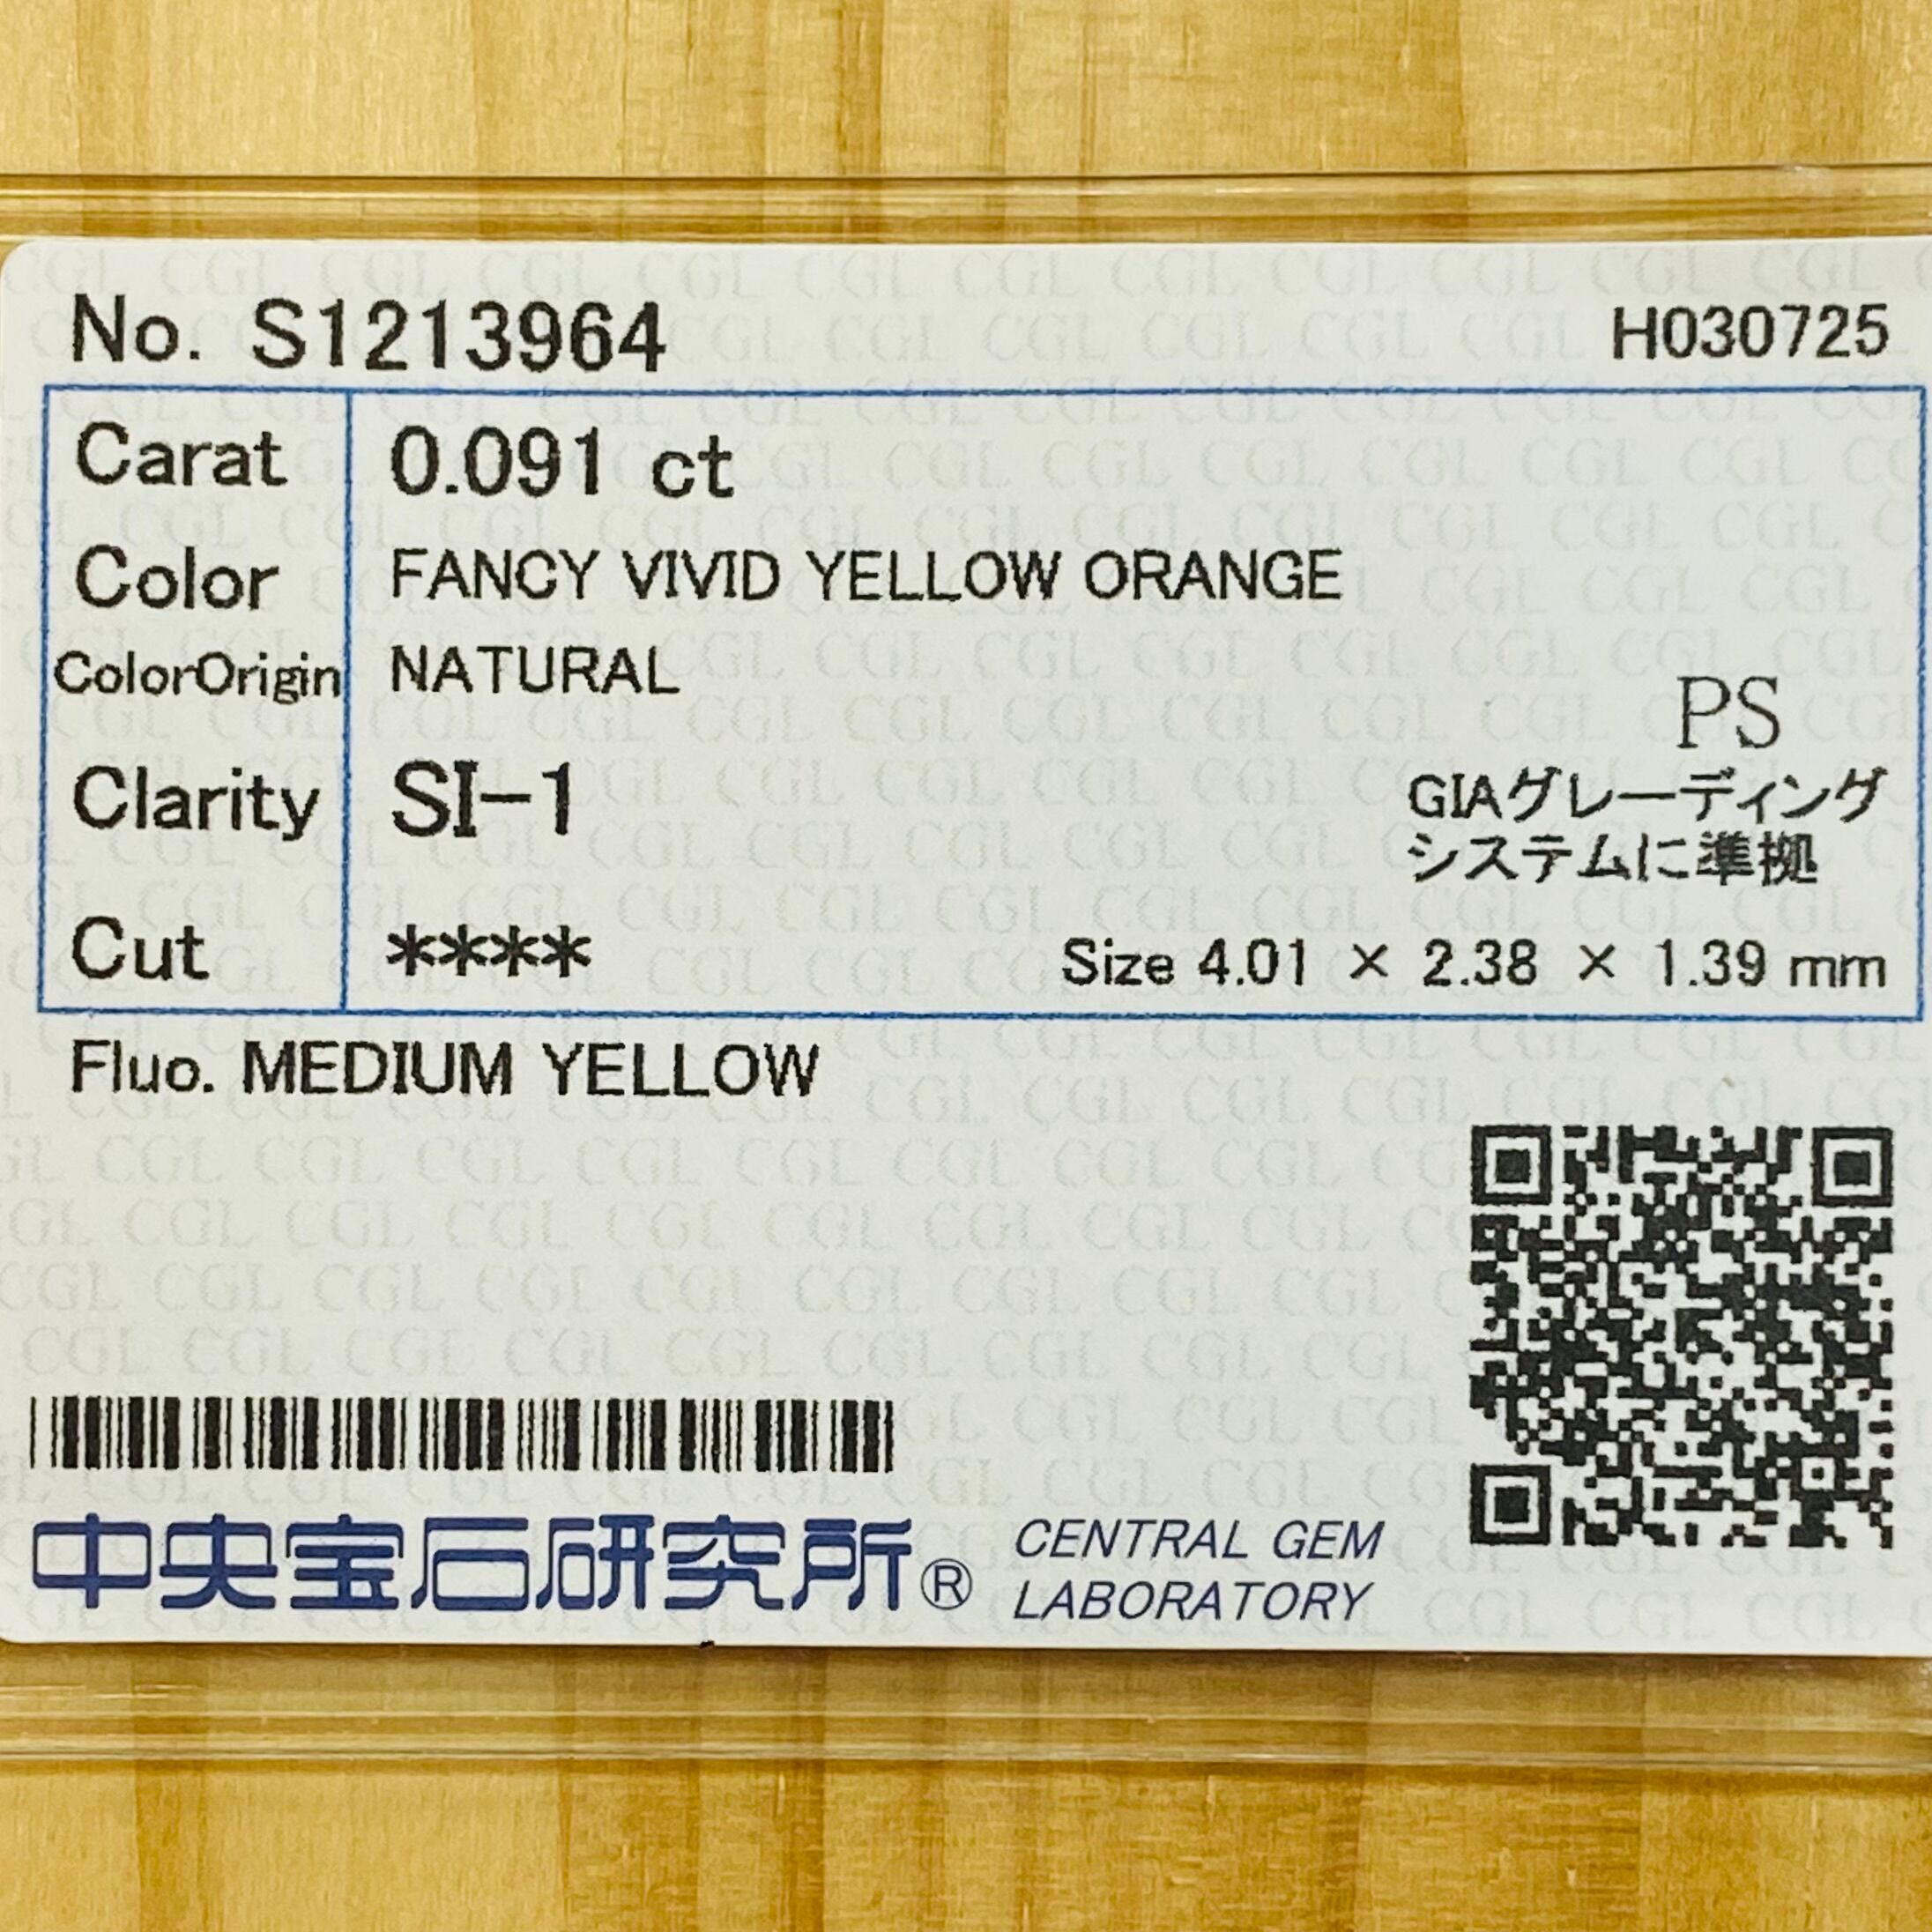 No. S1213964 H030725
Carat 0.091 ct
Color FANCY VIVID YELLOW ORANGE
ColorOrigin NATURAL
PS
Clarity SI-1
GIAグレーディング
システムに準拠
Cut **** Size 4.01 × 2.38 × 1.39 mm
Fluo. MEDIUM YELLOW
中央宝石研究所® CENTRAL GEM
LABORATORY